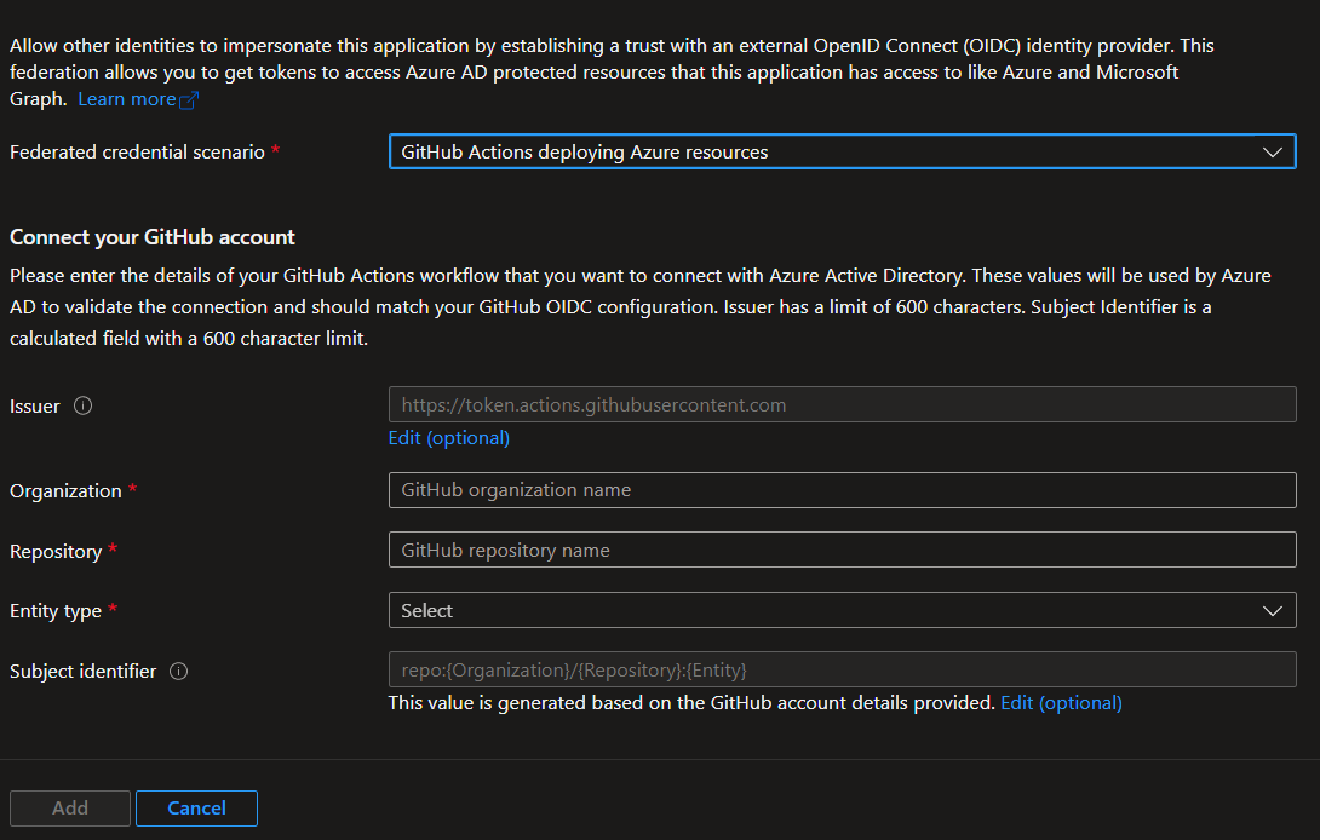 Allow other identities to impersonate this application by establishing a trust with an external OpenID Connect (OIDC) identity provider. This
federation allows you to get tokens to access Azure AD protected resources that this application has access to like Azure and Microsoft
Graph. Learn more
Federated credential scenario * GitHub Actions deploying Azure resources
Connect your GitHub account
Please enter the details of your GitHub Actions workflow that you want to connect with Azure Active Directory. These values will be used by Azure
AD to validate the connection and should match your GitHub OIDC configuration. Issuer has a limit of 600 characters. Subject Identifier is a
calculated field with a 600 character limit.
Issuer https://token.actions.githubusercontent.com
Edit (optional)
Organization * GitHub organization name
Repository * GitHub repository name
Entity type * Select
Subject identifier repo:{Organization}/{Repository}:{Entity}
This value is generated based on the GitHub account details provided. Edit (optional)
Add Cancel